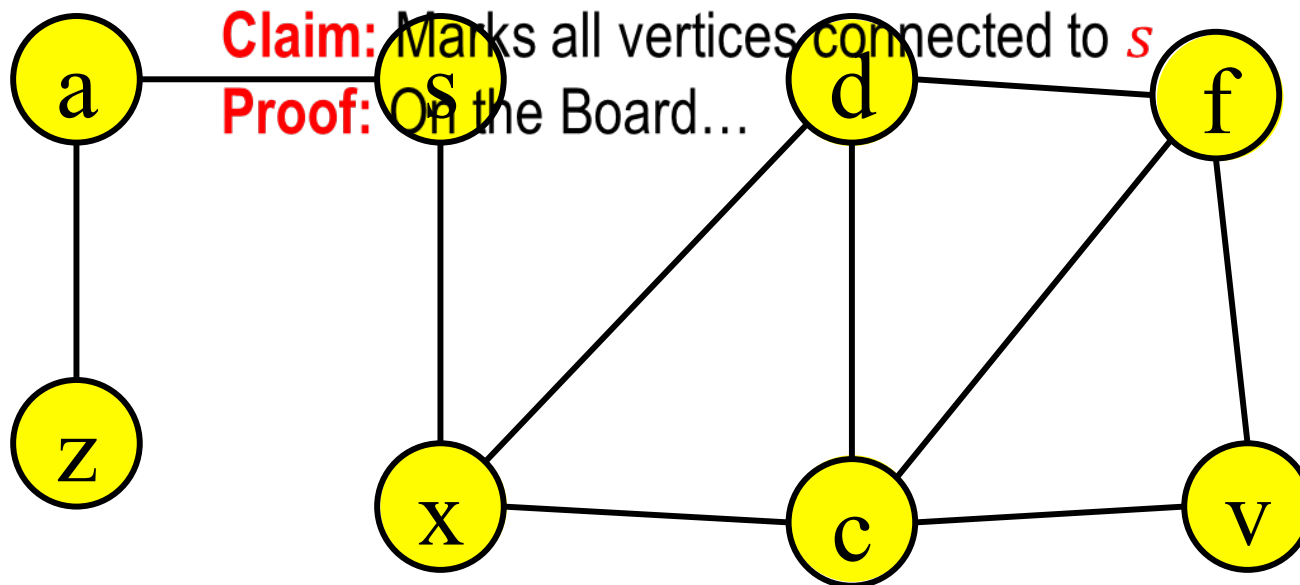 Claim: Marks all vertices connected to s
Proof: On the Board…
a
s
d
f
z
x
c
v